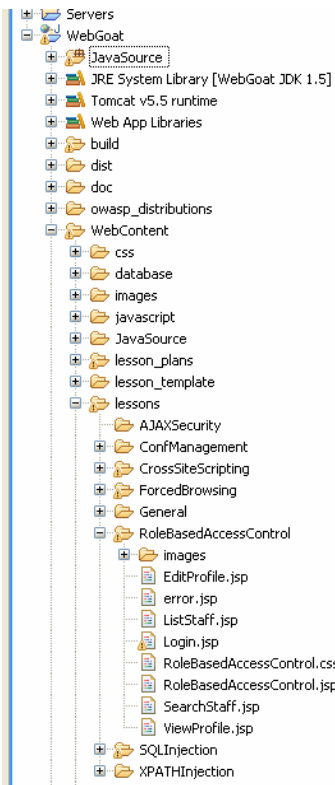 Servers
WebGoat
JavaSource
JRE System Library [WebGoat JDK 1.5]
Tomcat v5.5 runtime
Web App Libraries
build
dist
doc
owasp_distributions
WebContent
css
database
images
javascript
JavaSource
lesson_plans
lesson_template
lessons
AJAXSecurity
ConfManagement
CrossSiteScripting
ForcedBrowsing
General
RoleBasedAccessControl
images
EditProfile.jsp
error.jsp
ListStaff.jsp
Login.jsp
RoleBasedAccessControl.css
RoleBasedAccessControl.jsp
SearchStaff.jsp
ViewProfile.jsp
SQLInjection
XPATHInjection